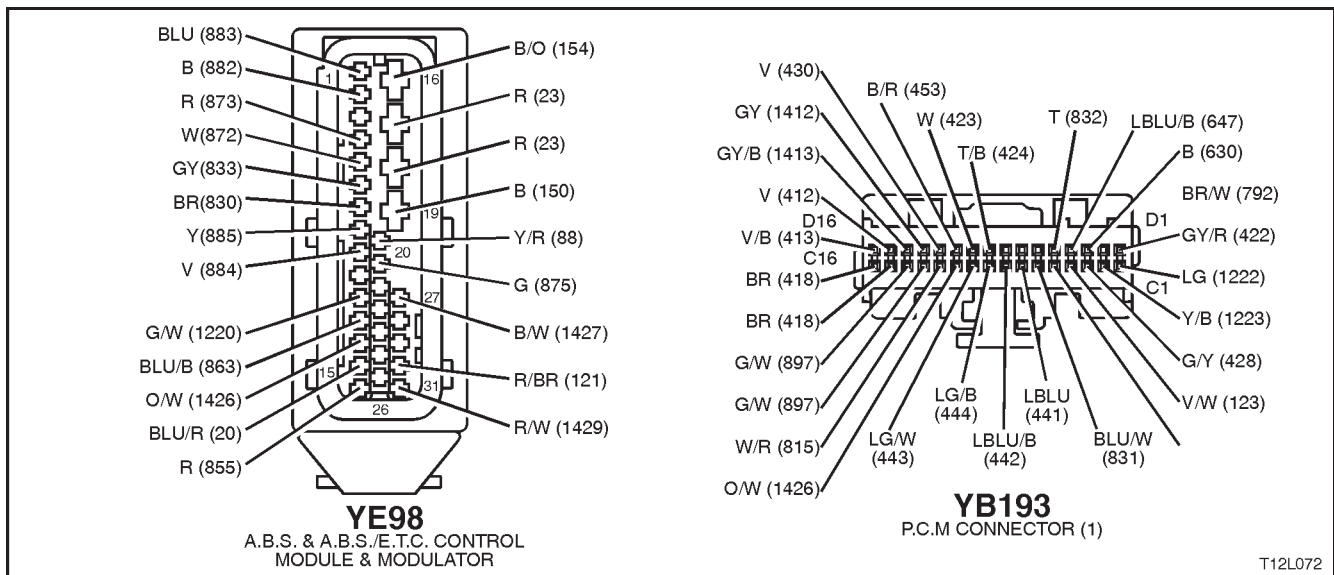 BLU (883)
B (882)
R (873)
W(872)
GY(833)
BR(830)
Y(885)
V (884)
G/W (1220)
BLU/B (863)
O/W (1426)
BLU/R (20)
R (855)
1
16
19
20
27
15
31
26
B/O (154)
R (23)
R (23)
B (150)
Y/R (88)
G (875)
B/W (1427)
R/BR (121)
R/W (1429)
YE98
A.B.S. & A.B.S./E.T.C. CONTROL
MODULE & MODULATOR
V (430)
GY (1412)
GY/B (1413)
V (412)
D16
V/B (413)
C16
BR (418)
BR (418)
G/W (897)
G/W (897)
W/R (815)
O/W (1426)
B/R (453)
W (423)
T/B (424)
T (832)
LBLU/B (647)
B (630)
BR/W (792)
D1
GY/R (422)
LG (1222)
C1
Y/B (1223)
G/Y (428)
V/W (123)
LG/W
(443)
LG/B
(444)
LBLU/B
(442)
LBLU
(441)
BLU/W
(831)
YB193
P.C.M CONNECTOR (1)
T12L072